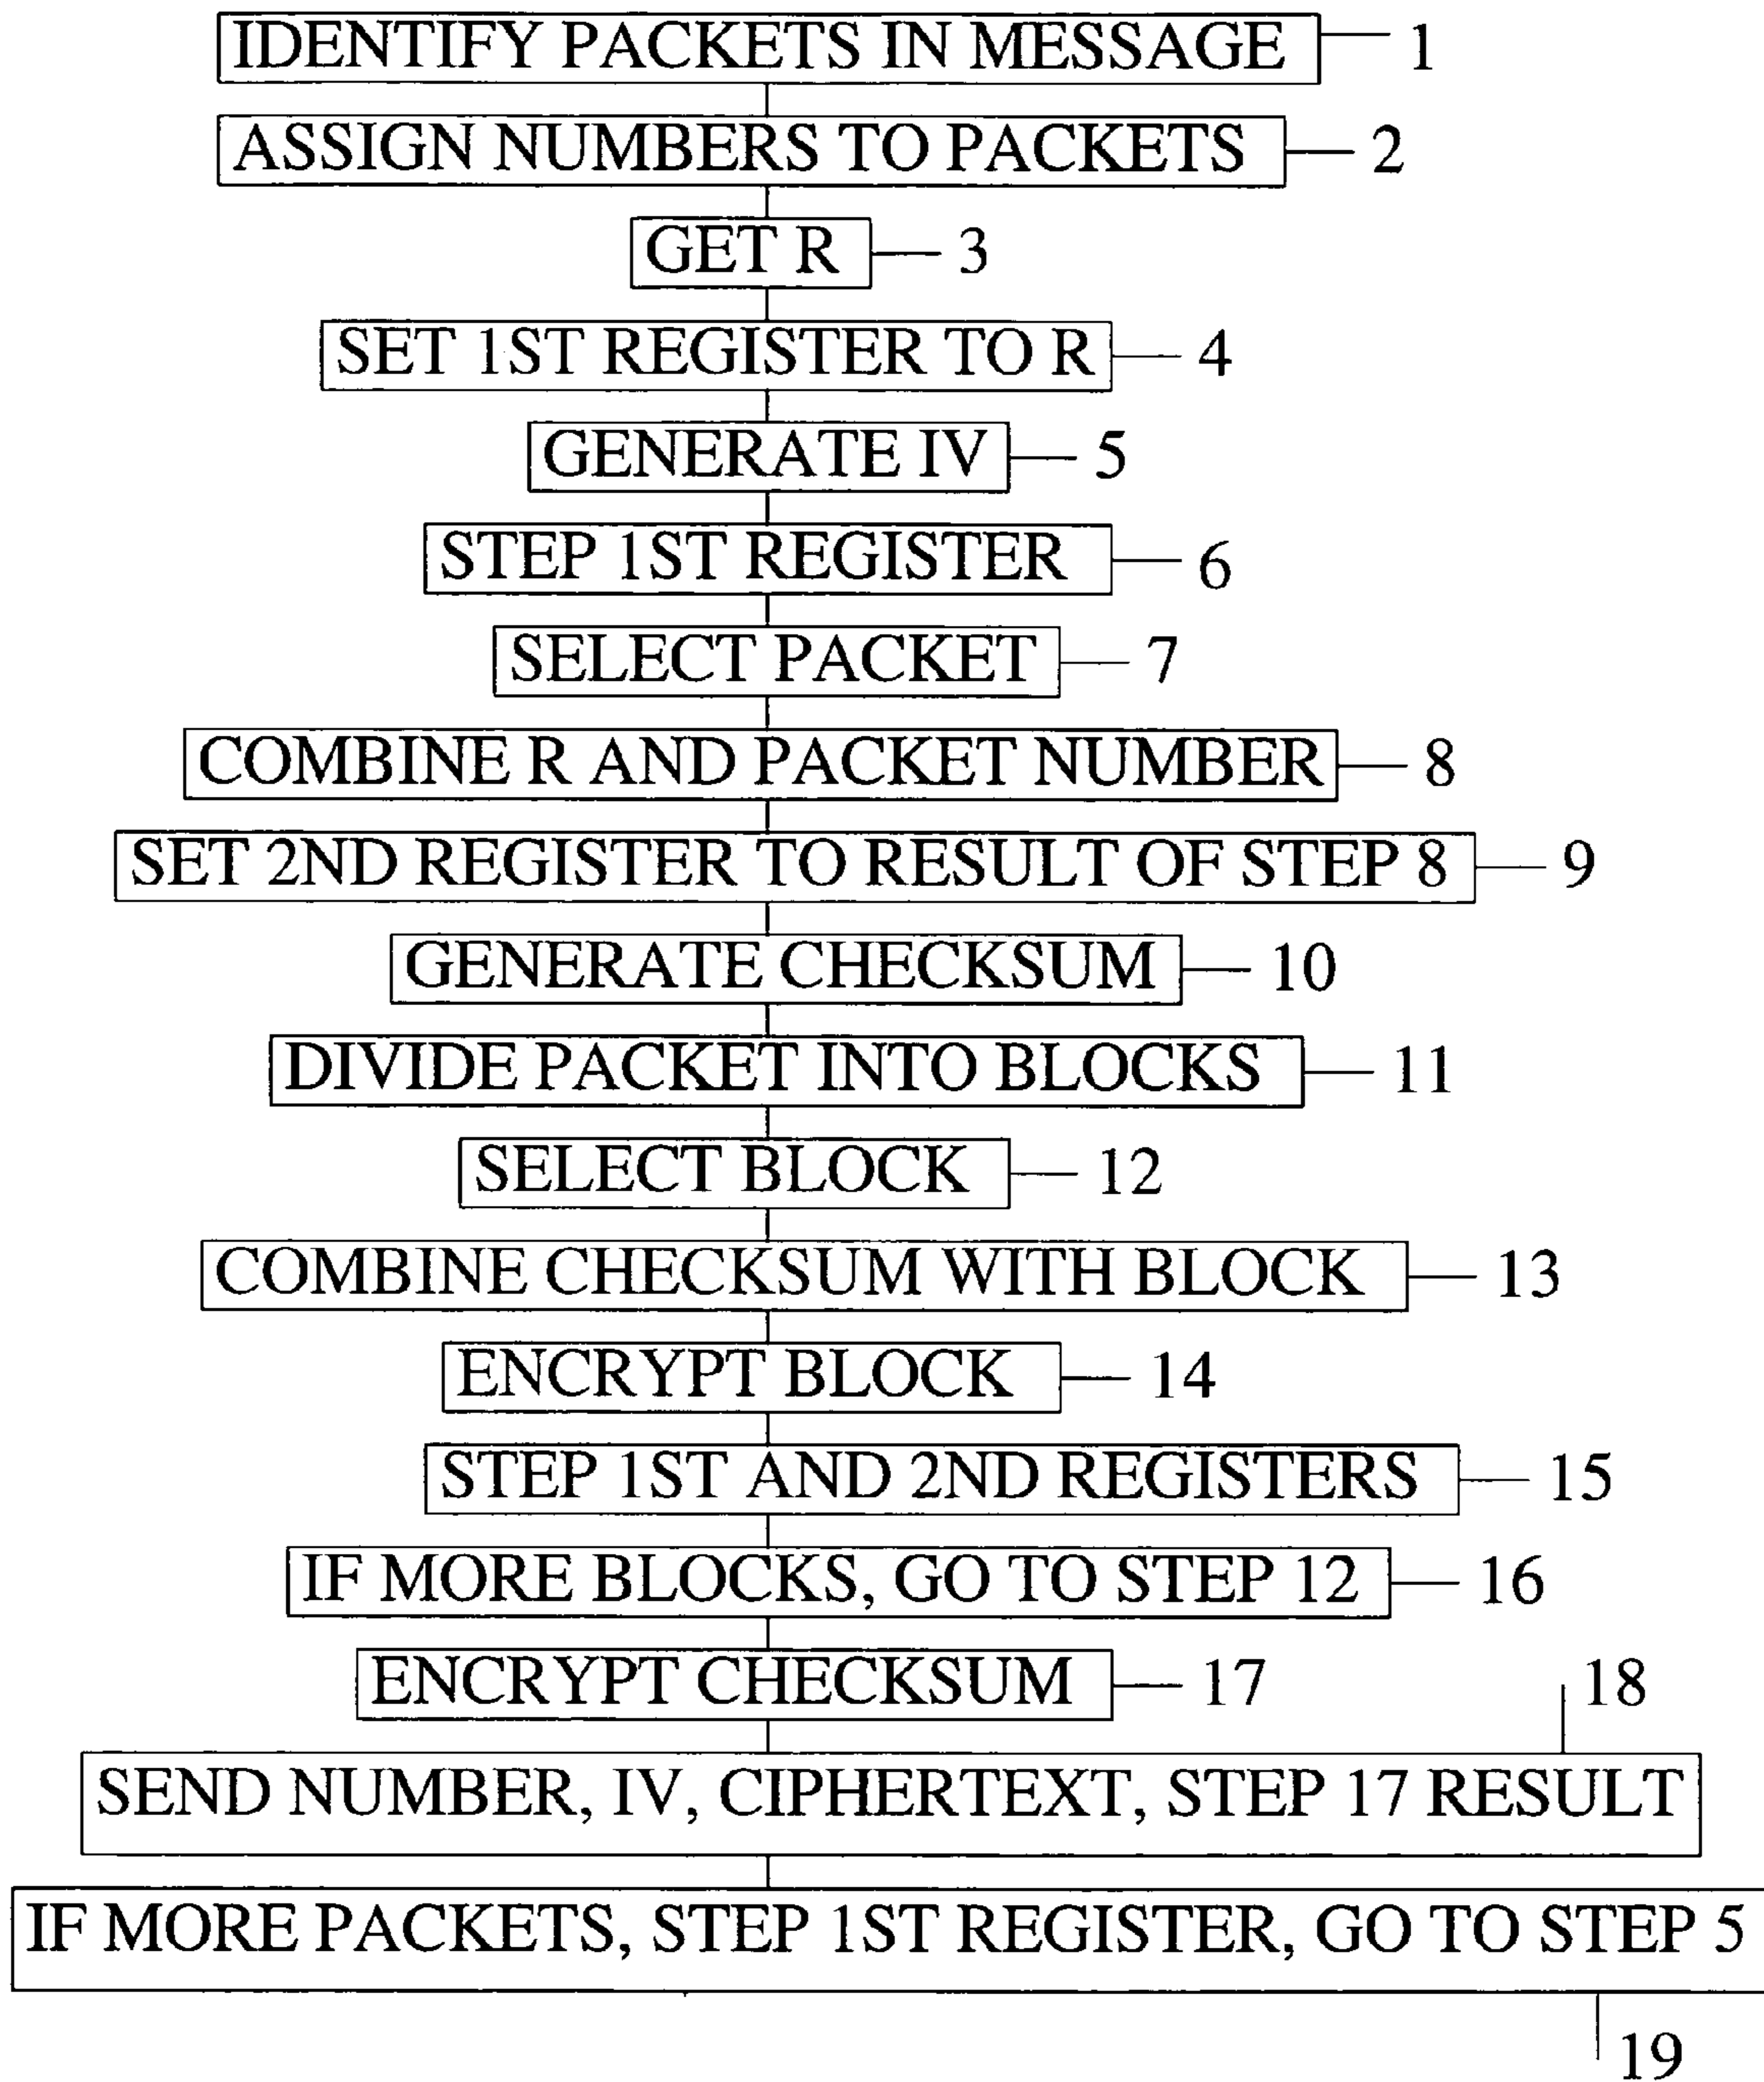 IDENTIFY PACKETS IN MESSAGE 1
ASSIGN NUMBERS TO PACKETS 2
GET R 3
SET 1ST REGISTER TO R 4
GENERATE IV 5
STEP 1ST REGISTER 6
SELECT PACKET 7
COMBINE R AND PACKET NUMBER 8
SET 2ND REGISTER TO RESULT OF STEP 8 9
GENERATE CHECKSUM 10
DIVIDE PACKET INTO BLOCKS 11
SELECT BLOCK 12
COMBINE CHECKSUM WITH BLOCK 13
ENCRYPT BLOCK 14
STEP 1ST AND 2ND REGISTERS 15
IF MORE BLOCKS, GO TO STEP 12 16
ENCRYPT CHECKSUM 17
18
SEND NUMBER, IV, CIPHERTEXT, STEP 17 RESULT
IF MORE PACKETS, STEP 1ST REGISTER, GO TO STEP 5
19